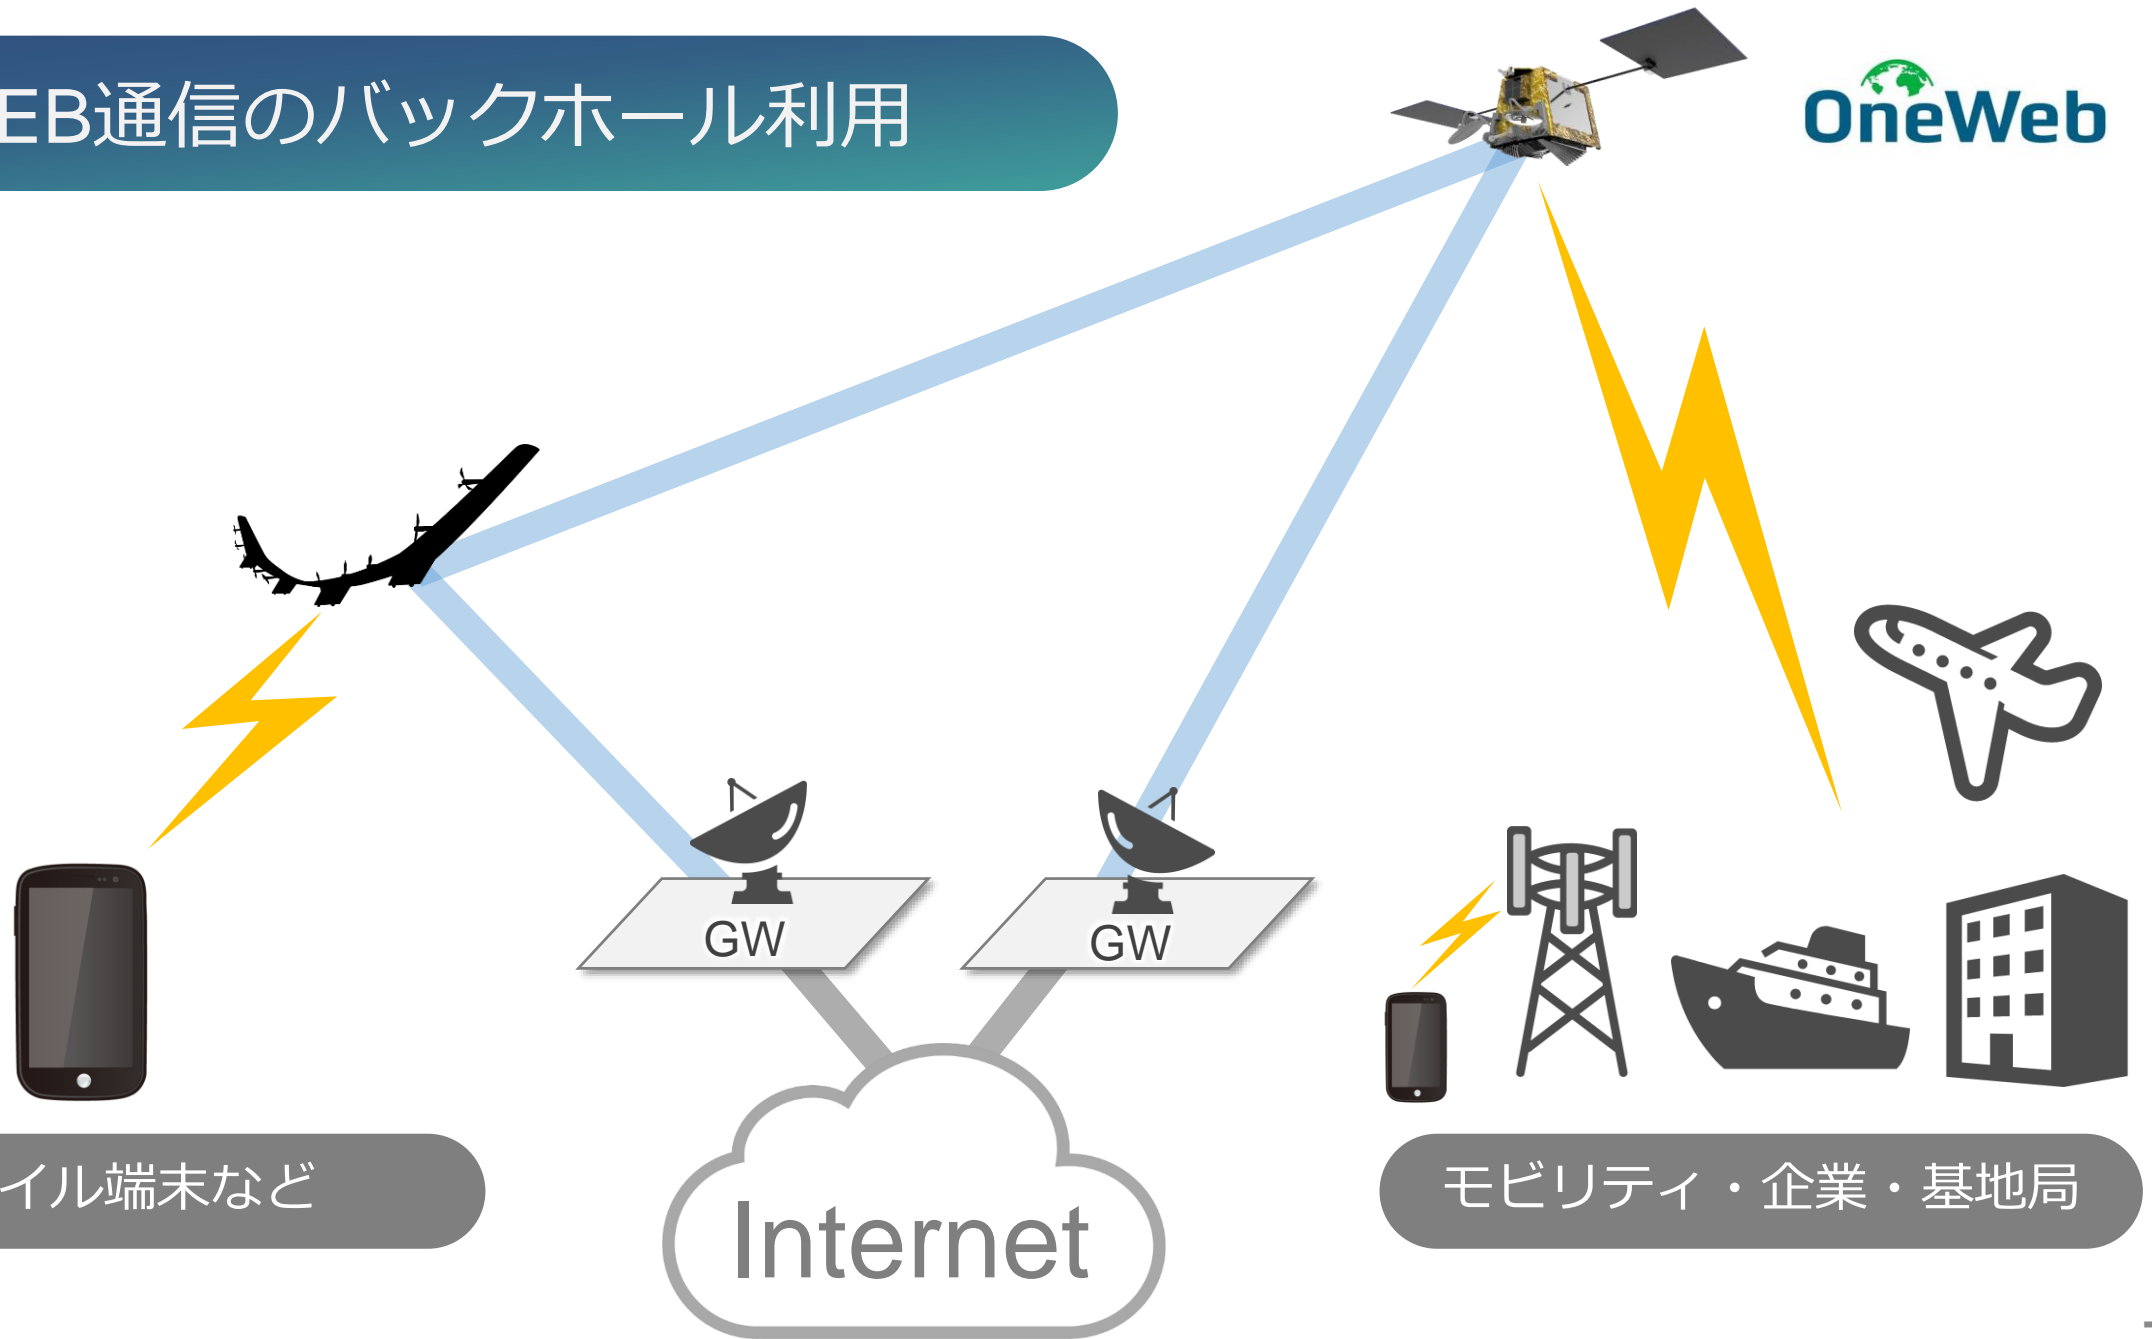 EB通信のバックホール利用
OneWeb
GW
GW
イル端末など
Internet
モビリティ・企業・基地局